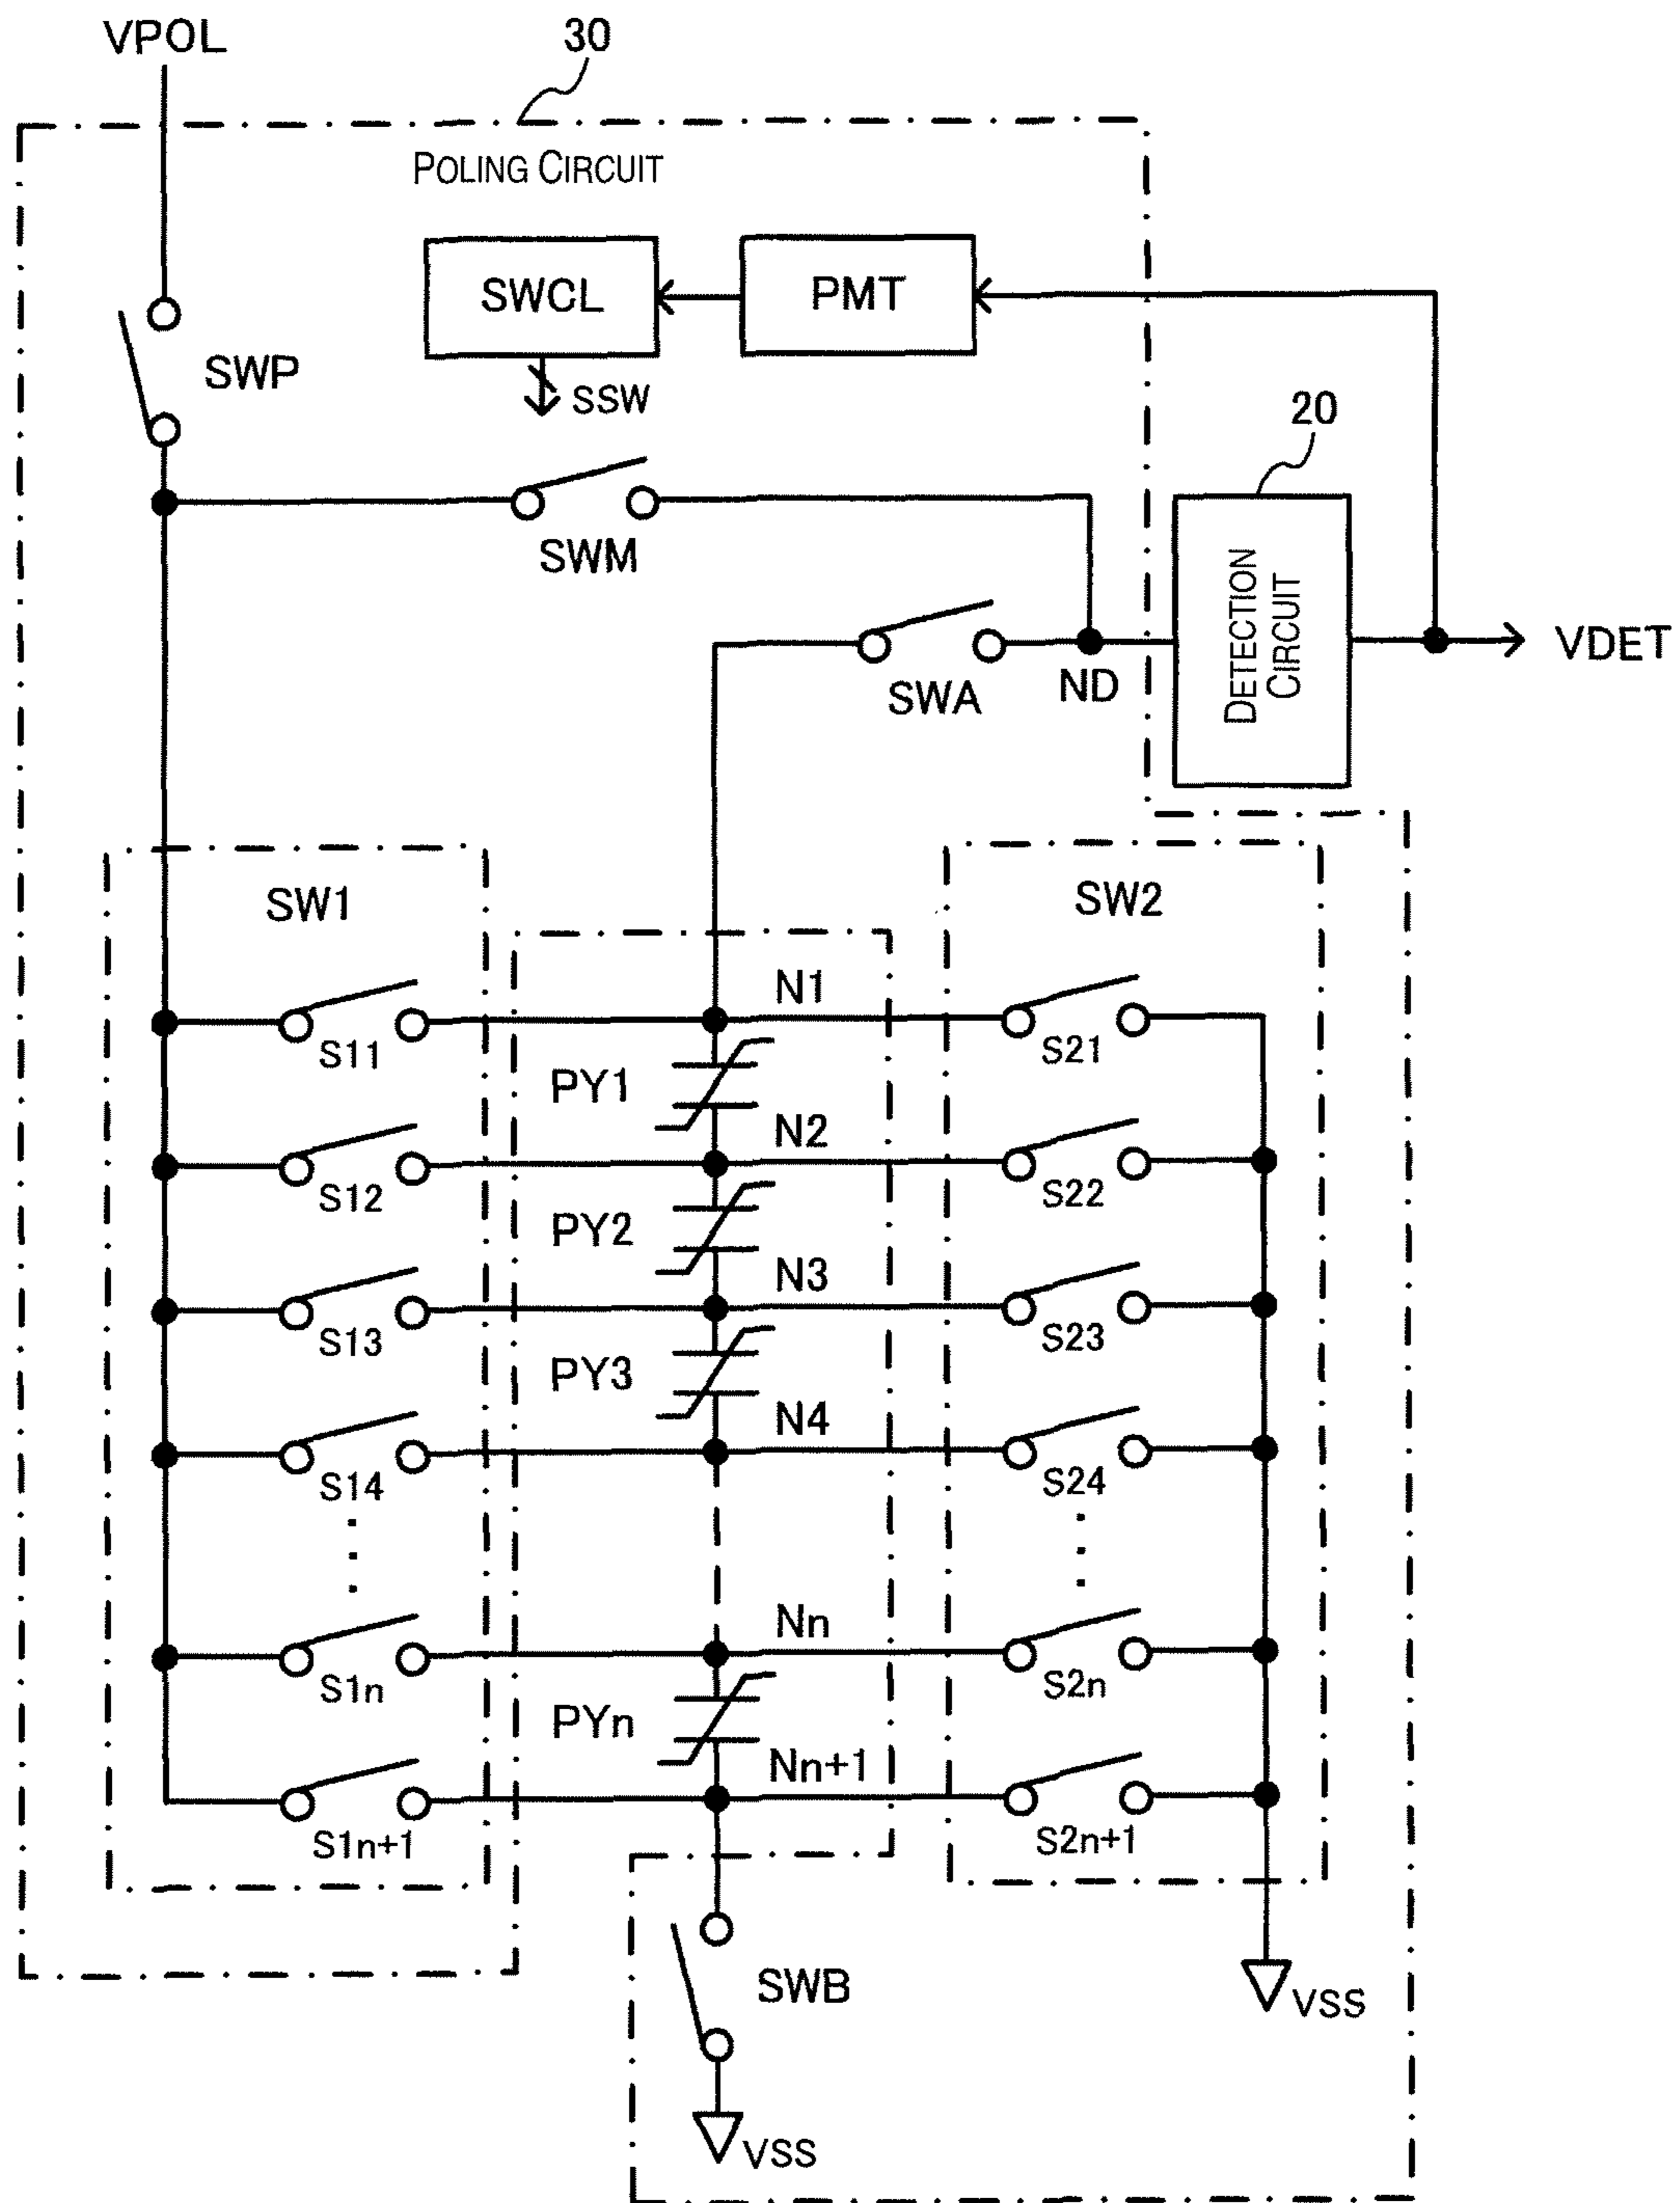 VPOL
30
POLING CIRCUIT
SWCL
PMT
SWP
SSW
20
SWM
DETECTION
CIRCUIT
VDET
SWA
ND
SW1
SW2
N1
S11
S21
PY1
N2
S12
S22
PY2
N3
S13
S23
PY3
N4
S14
S24
Nn
S1n
S2n
PYn
Nn+1
S1n+1
S2n+1
SWB
VSS
VSS